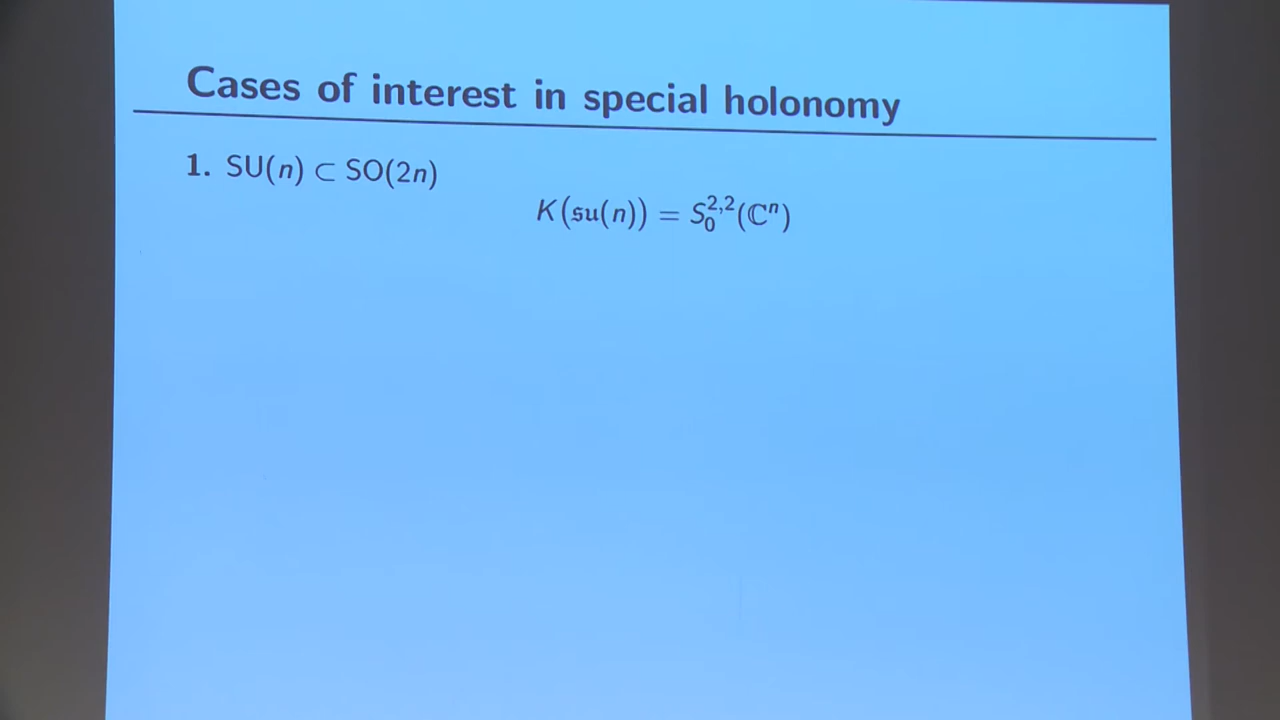 Cases of interest in special holonomy
1. SU(n) ⊂ SO(2n)
K(𝔰𝔲(n)) = S₀^{2,2}(ℂⁿ)